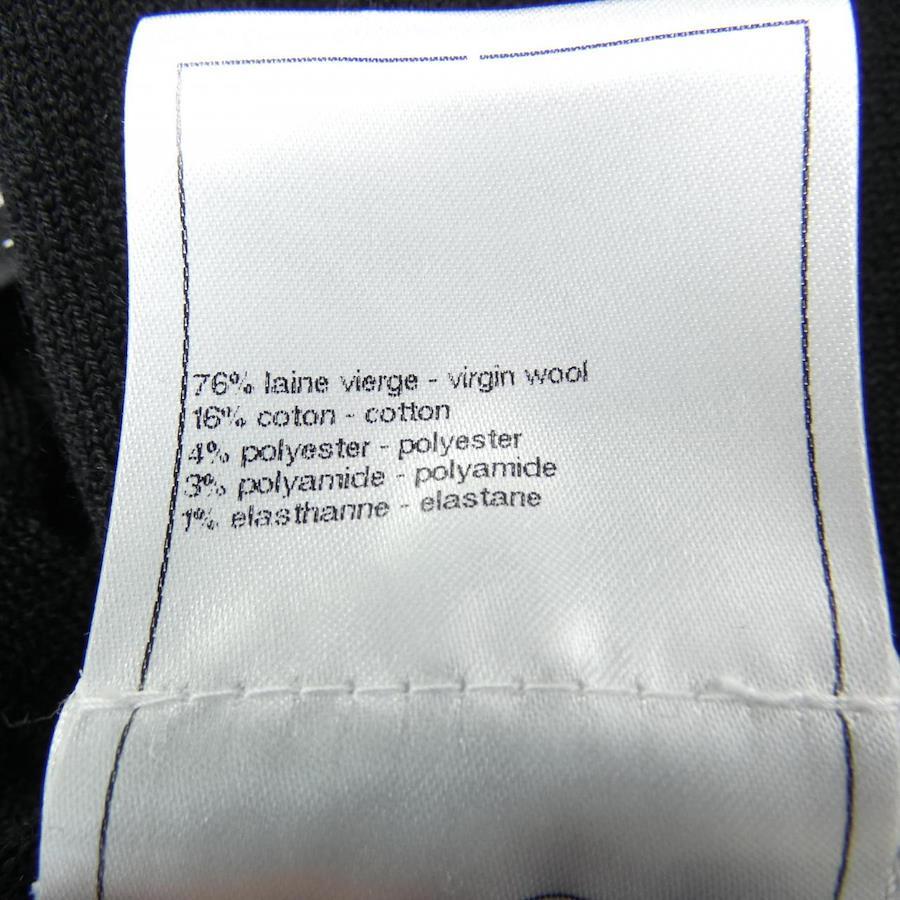 76% laine vierge - virgin wool
16% coton - cotton
4% polyester - polyester
3% polyamide - polyamide
1% elasthanne - elastane